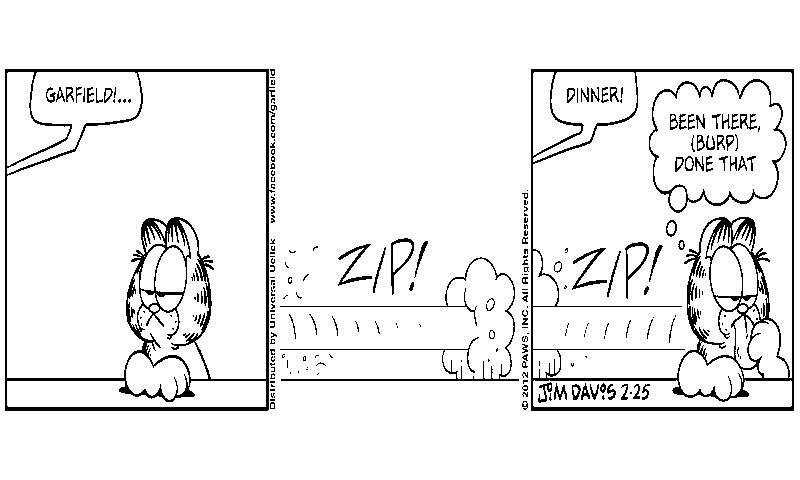 GARFIELD!...
www.facebook.com/garfield
Distributed by Universal Uclick
ZIP!
© 2012 PAWS, INC. All Rights Reserved.
DINNER!
BEEN THERE,
(BURP)
DONE THAT
ZIP!
JIM DAVIS 2-25